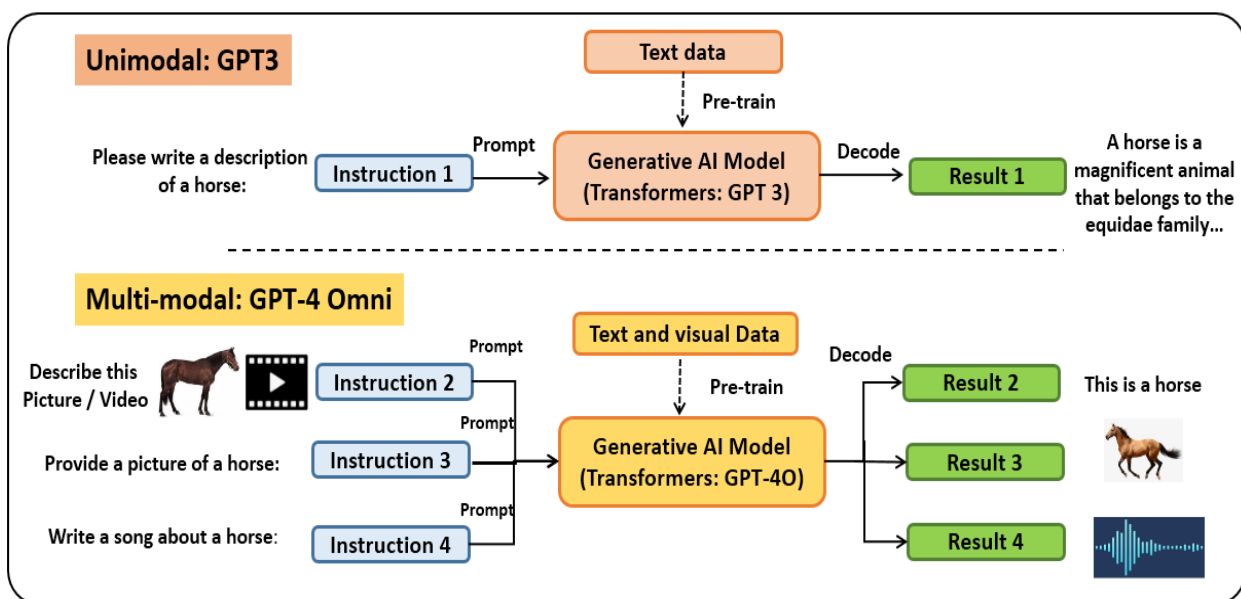 Unimodal: GPT3
Text data
Pre-train
Please write a description
of a horse:
Instruction 1
Prompt
Generative AI Model
(Transformers: GPT 3)
Decode
Result 1
A horse is a
magnificent animal
that belongs to the
equidae family...
Multi-modal: GPT-4 Omni
Text and visual Data
Pre-train
Describe this
Picture / Video
Instruction 2
Prompt
Provide a picture of a horse:
Instruction 3
Prompt
Write a song about a horse:
Instruction 4
Prompt
Generative AI Model
(Transformers: GPT-4O)
Decode
Result 2
This is a horse
Result 3
Result 4